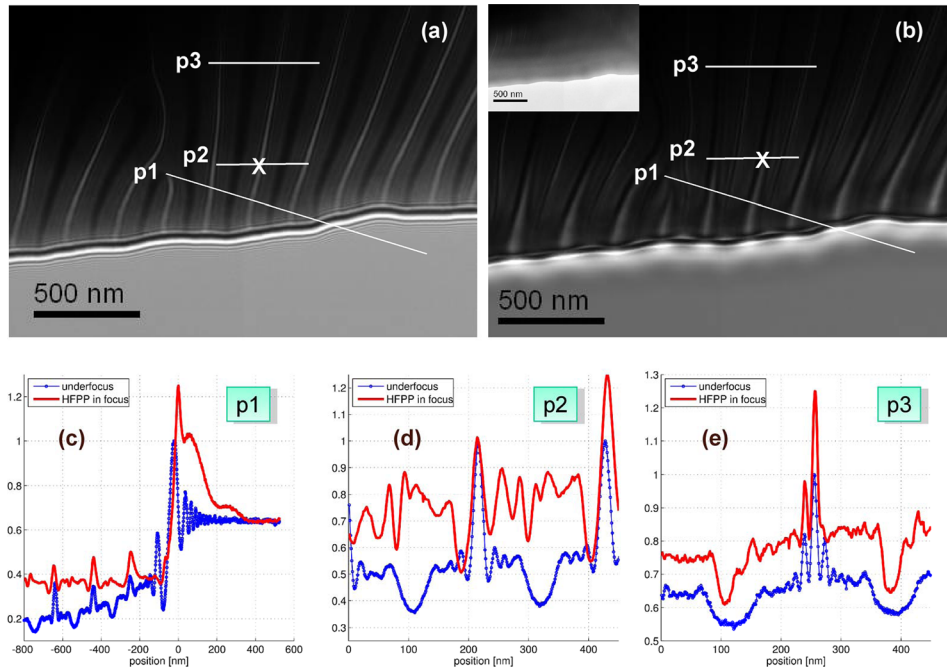 (a)
p3
p2
X
p1
500 nm
(b)
500 nm
p3
p2
X
p1
500 nm
underfocus
HFPP in focus
p1
(c)
1.2
1
0.8
0.6
0.4
0.2
-800 -600 -400 -200 0 200 400 600
position [nm]
underfocus
HFPP in focus
p2
(d)
1.2
1.1
1
0.9
0.8
0.7
0.6
0.5
0.4
0.3
0 100 200 300 400
position [nm]
underfocus
HFPP in focus
p3
(e)
1.3
1.2
1.1
1
0.9
0.8
0.7
0.6
0.5
0 100 200 300 400
position [nm]